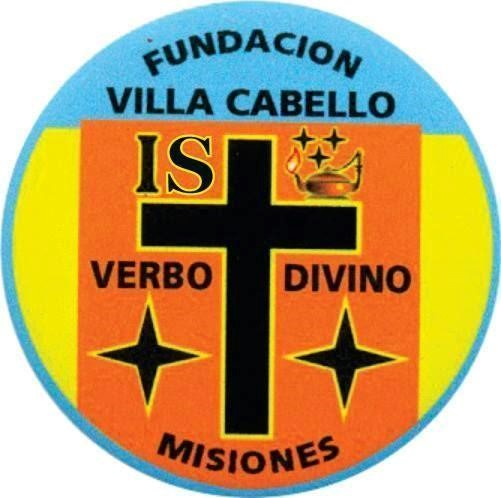 FUNDACION
VILLA CABELLO
IS
VERBO DIVINO
MISIONES